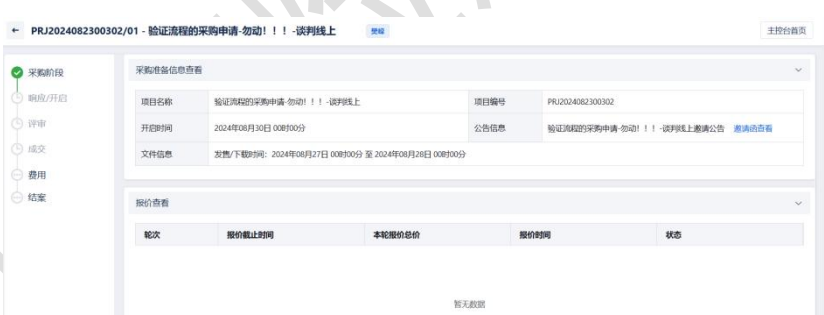 ← PRJ2024082300302/01 - 验证流程的采购申请-勿动！！！-谈判线上
主控台首页
采购阶段
响应/开启
评审
成交
费用
结案
采购准备信息查看
项目名称 验证流程的采购申请-勿动！！！-谈判线上 项目编号 PRJ2024082300302
开启时间 2024年08月30日 00时00分 公告信息 验证流程的采购申请-勿动！！！-谈判线上邀请公告 邀请函查看
文件信息 发售/下载时间：2024年08月27日 00时00分 至 2024年08月28日 00时00分
报价查看
轮次 报价截止时间 本轮报价总价 报价时间 状态
暂无数据